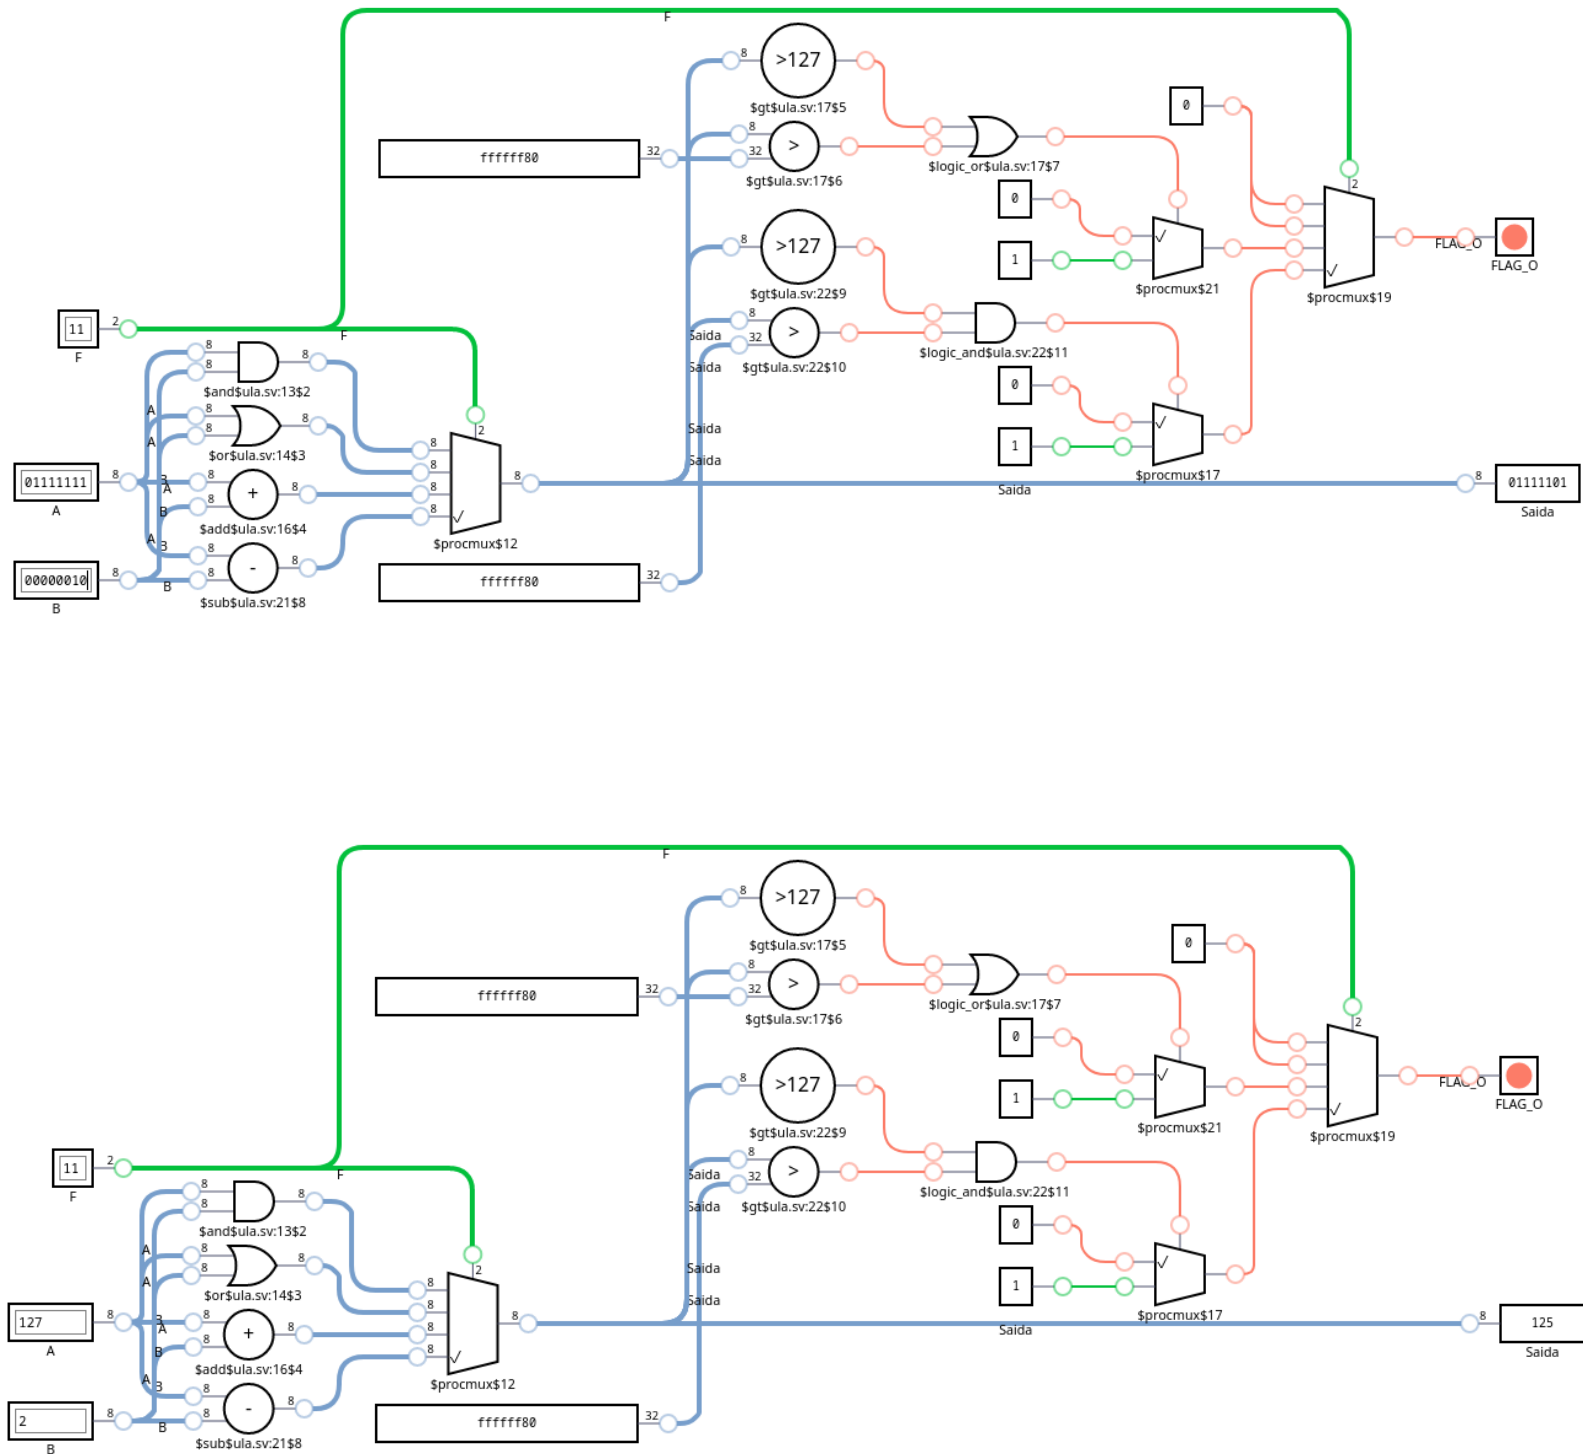 F
8 >127
$gt$ula.sv:17$5
0
8
32 >
$gt$ula.sv:17$6
$logic_or$ula.sv:17$7
ffffff80 32
2
0
✓
1
$procmux$21
8 >127
$gt$ula.sv:22$9
✓
$procmux$19
FLAG_O
FLAG_O
11 2
F
F
Saida 8
32 >
Saida
$gt$ula.sv:22$10
$logic_and$ula.sv:22$11
8
8
8
$and$ula.sv:13$2
0
✓
1
$procmux$17
A
8
8
8
A
$or$ula.sv:14$3
2
8
8
8
8
✓
$procmux$12
8
Saida
Saida
Saida
8 01111101
Saida
01111111 8
A
B
A
B
8
8
+
8
$add$ula.sv:16$4
A
B
8
8
-
8
B
$sub$ula.sv:21$8
00000010 8
B
ffffff80 32
F
8 >127
$gt$ula.sv:17$5
0
8
32 >
$gt$ula.sv:17$6
$logic_or$ula.sv:17$7
ffffff80 32
2
0
✓
1
$procmux$21
8 >127
$gt$ula.sv:22$9
✓
$procmux$19
FLAG_O
FLAG_O
11 2
F
F
Saida 8
32 >
Saida
$gt$ula.sv:22$10
$logic_and$ula.sv:22$11
8
8
8
$and$ula.sv:13$2
0
✓
1
$procmux$17
A
8
8
8
A
$or$ula.sv:14$3
2
8
8
8
8
✓
$procmux$12
8
Saida
Saida
Saida
8 125
Saida
127 8
A
B
A
B
8
8
+
8
$add$ula.sv:16$4
A
B
8
8
-
8
B
$sub$ula.sv:21$8
2 8
B
ffffff80 32